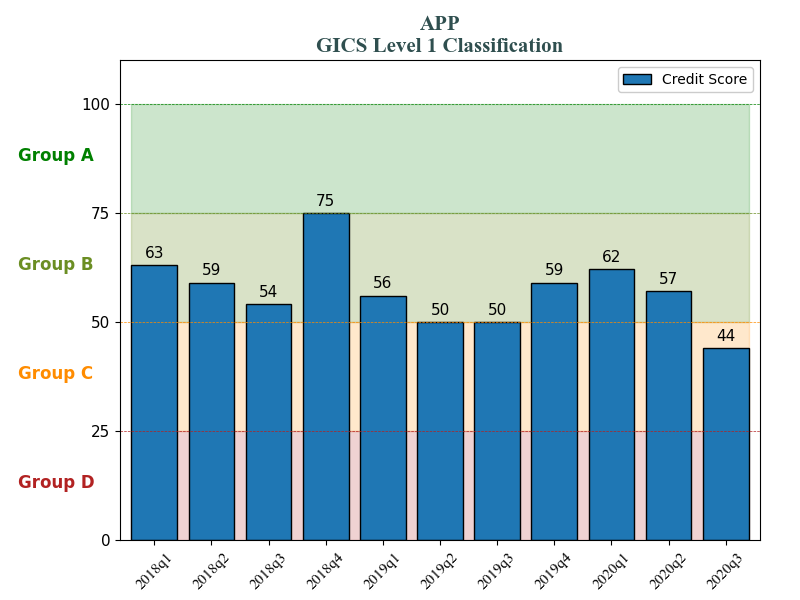 APP
GICS Level 1 Classification
Credit Score
100
Group A
75
75
63
Group B
59
54
56
50
50
59
62
57
50
44
Group C
25
Group D
0
2018q1
2018q2
2018q3
2018q4
2019q1
2019q2
2019q3
2019q4
2020q1
2020q2
2020q3